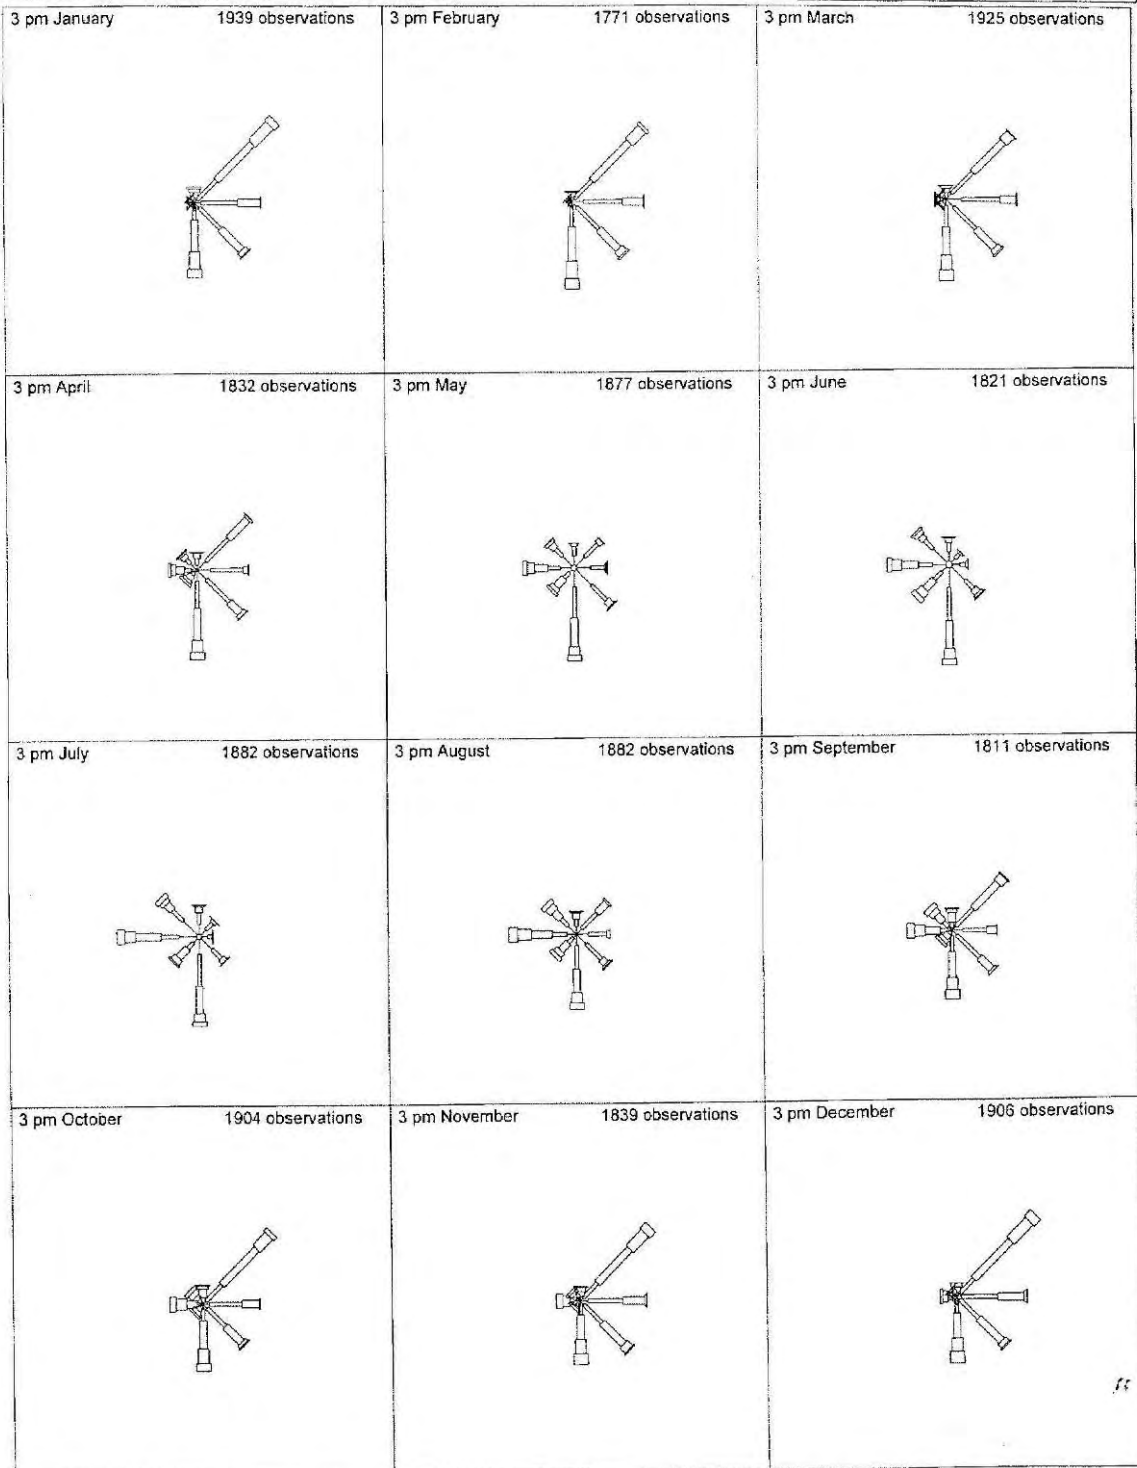 3 pm January 1939 observations
3 pm February 1771 observations
3 pm March 1925 observations
3 pm April 1832 observations
3 pm May 1877 observations
3 pm June 1821 observations
3 pm July 1882 observations
3 pm August 1882 observations
3 pm September 1811 observations
3 pm October 1904 observations
3 pm November 1839 observations
3 pm December 1906 observations